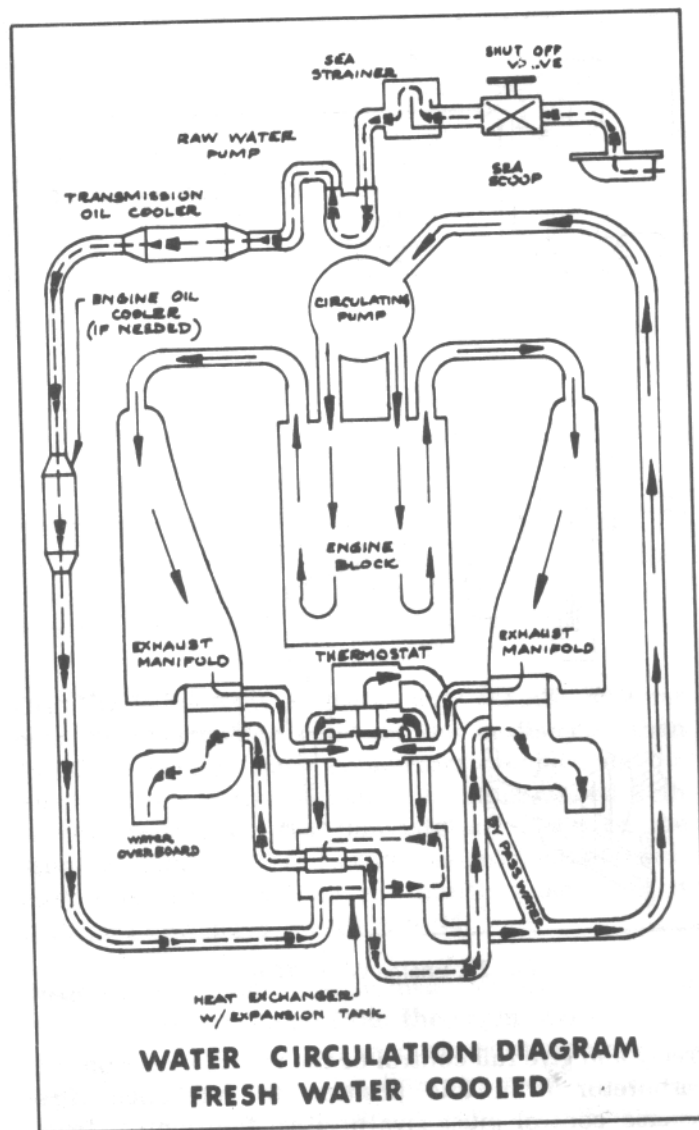 SHUT OFF
VALVE
SEA
STRAINER
RAW WATER
PUMP
SEA
SCOOP
TRANSMISSION
OIL COOLER
ENGINE OIL
COOLER
(IF NEEDED)
CIRCULATING
PUMP
ENGINE
BLOCK
EXHAUST
MANIFOLD
THERMOSTAT
EXHAUST
MANIFOLD
WATER
OVERBOARD
BY PASS WATER
HEAT EXCHANGER
W/ EXPANSION TANK
WATER CIRCULATION DIAGRAM
FRESH WATER COOLED